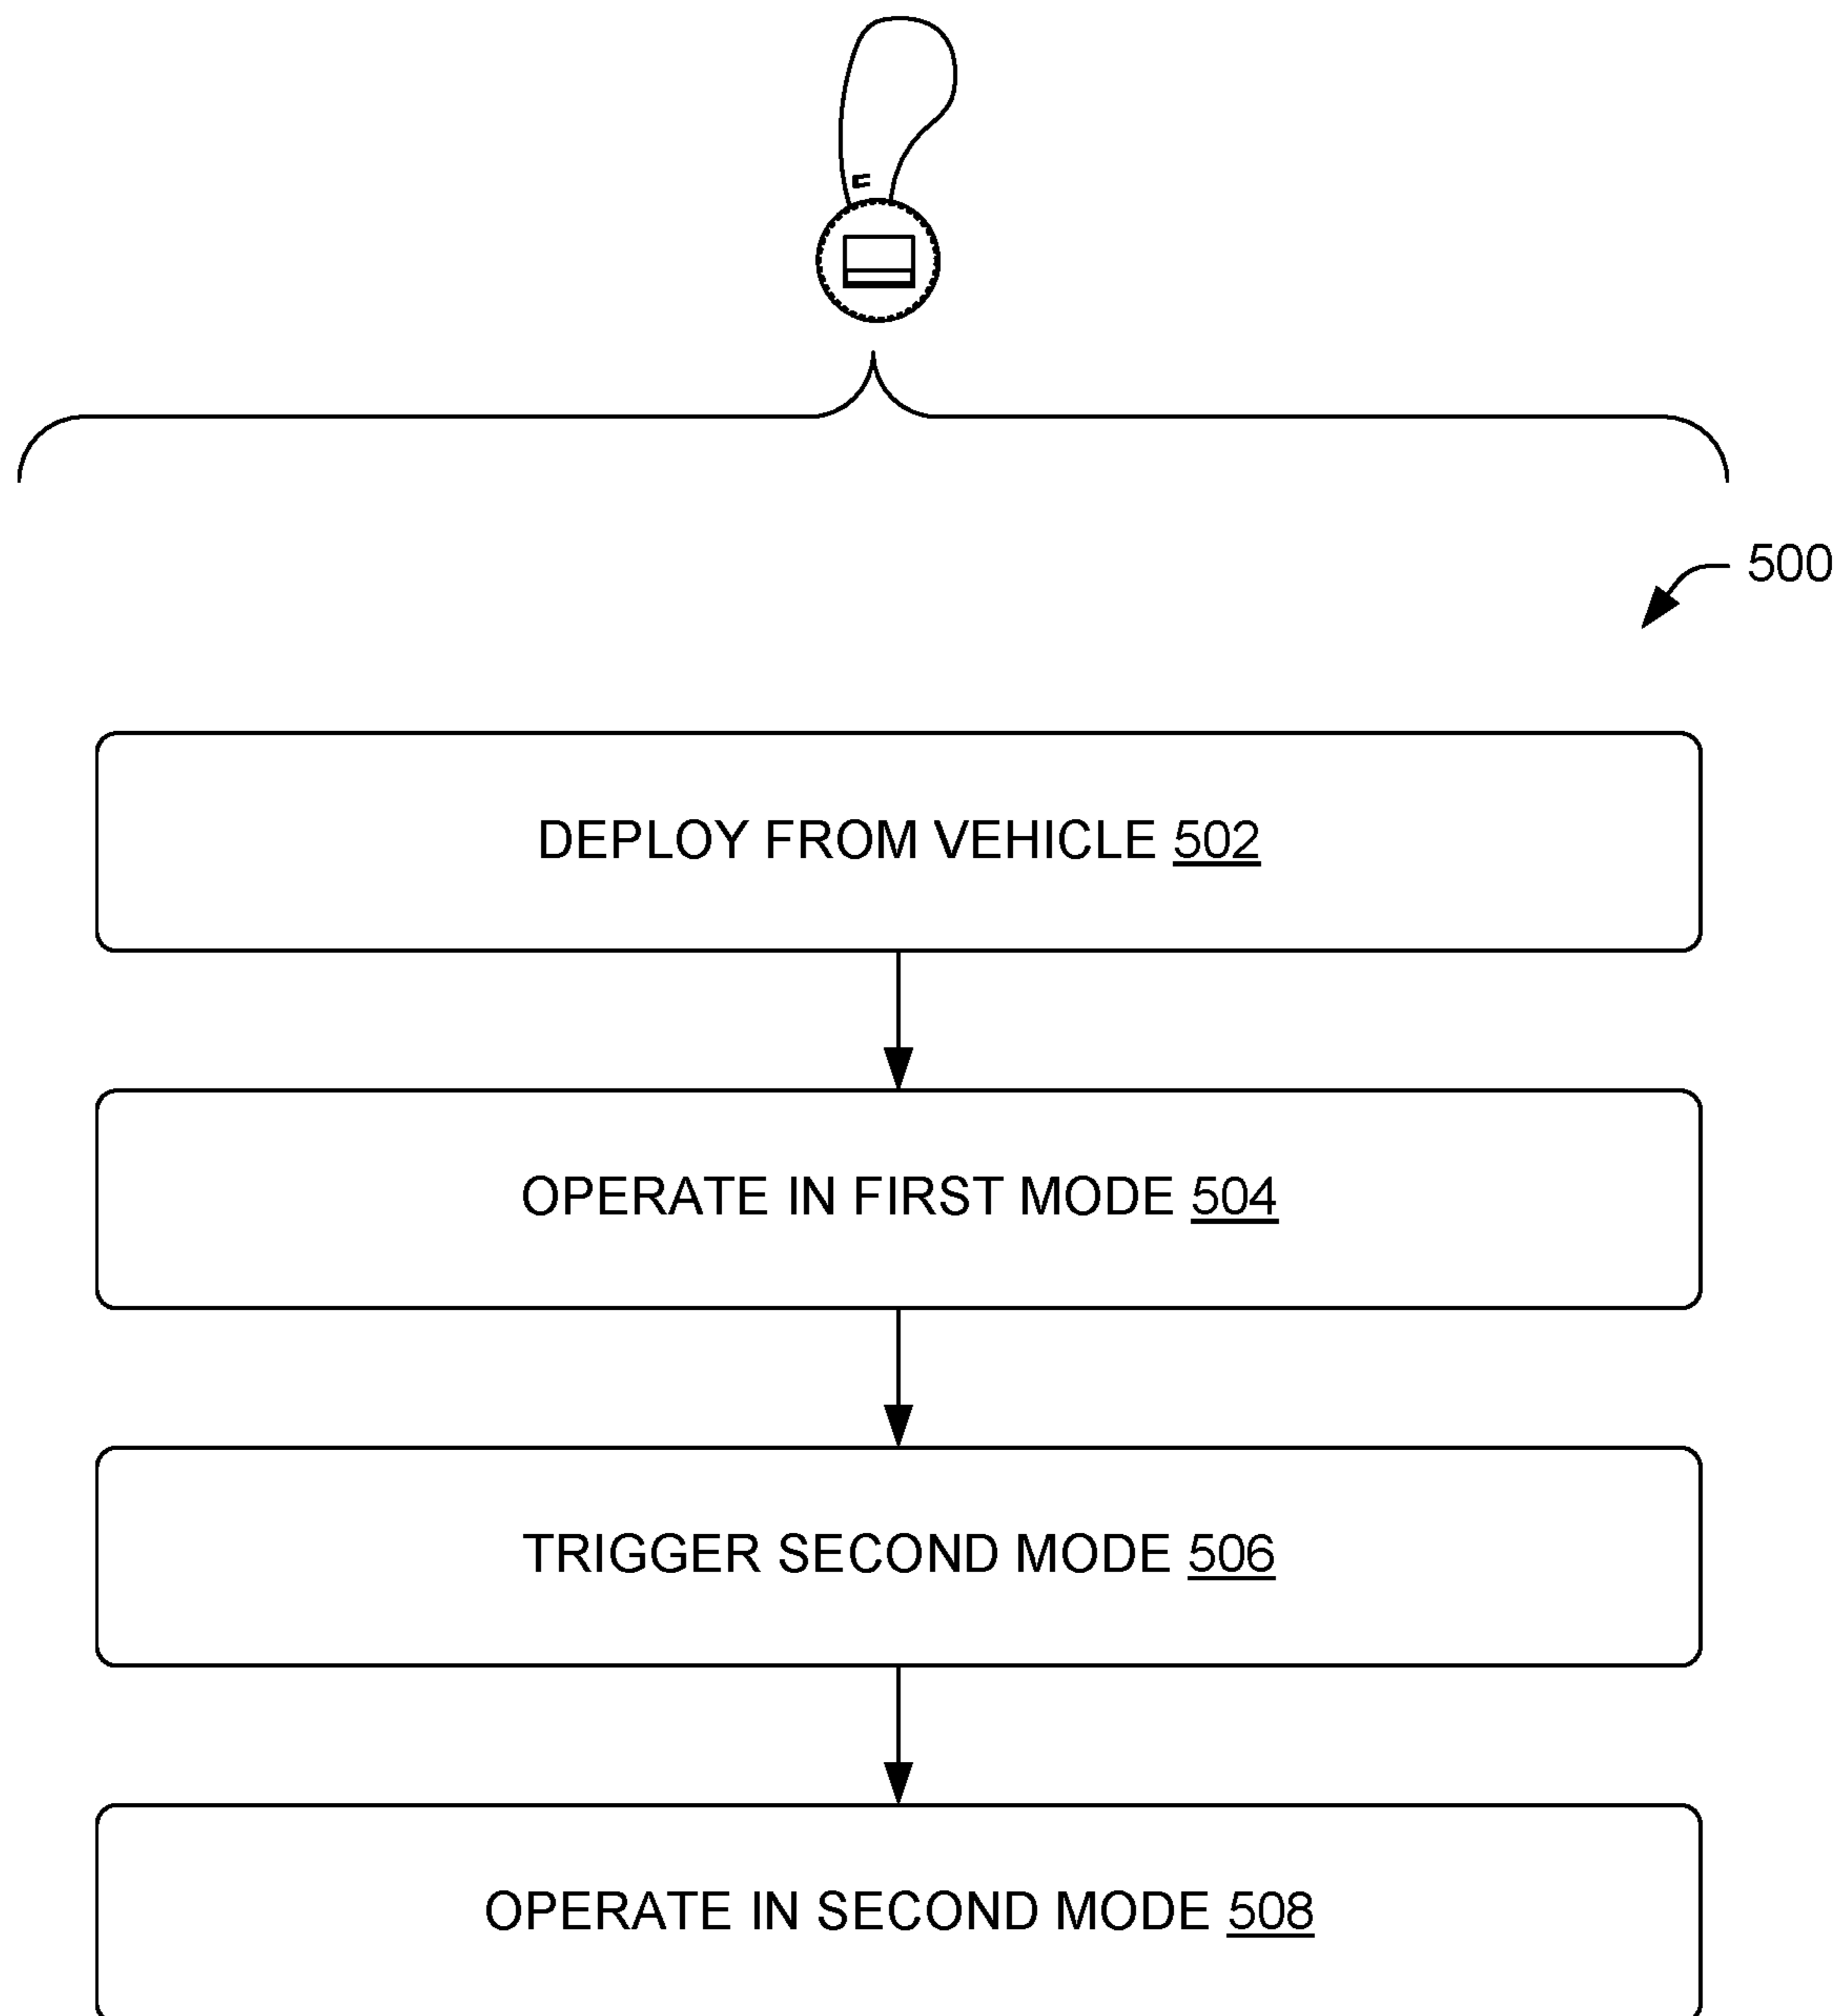 500
DEPLOY FROM VEHICLE 502
OPERATE IN FIRST MODE 504
TRIGGER SECOND MODE 506
OPERATE IN SECOND MODE 508